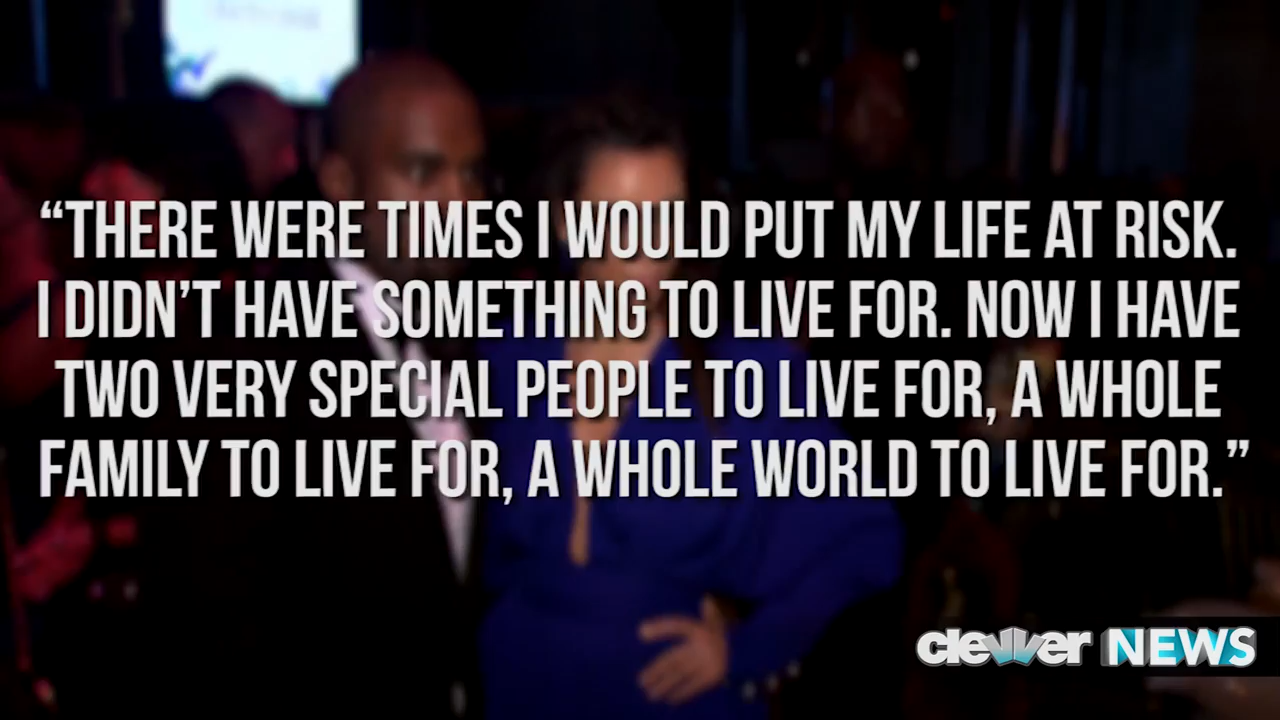 “THERE WERE TIMES I WOULD PUT MY LIFE AT RISK.
I DIDN’T HAVE SOMETHING TO LIVE FOR. NOW I HAVE
TWO VERY SPECIAL PEOPLE TO LIVE FOR, A WHOLE
FAMILY TO LIVE FOR, A WHOLE WORLD TO LIVE FOR.”
clevver NEWS